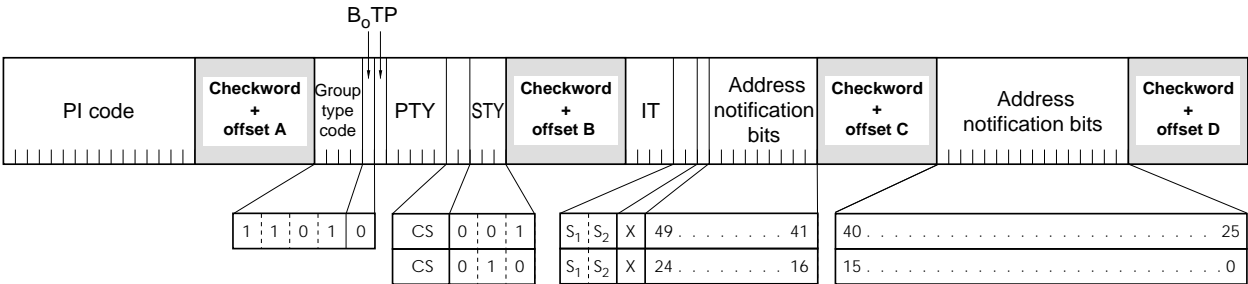 B₀TP
PI code
Checkword
+
offset A
Group
type
code
PTY
STY
Checkword
+
offset B
IT
Address
notification
bits
Checkword
+
offset C
Address
notification bits
Checkword
+
offset D
1 1 0 1 0
CS 0 0 1
S₁ S₂ X 49 . . . . . . . . 41
40 . . . . . . . . . . . . . . . . . . . . . . . . . . . . . . 25
CS 0 1 0
S₁ S₂ X 24 . . . . . . . . 16
15 . . . . . . . . . . . . . . . . . . . . . . . . . . . . . . 0